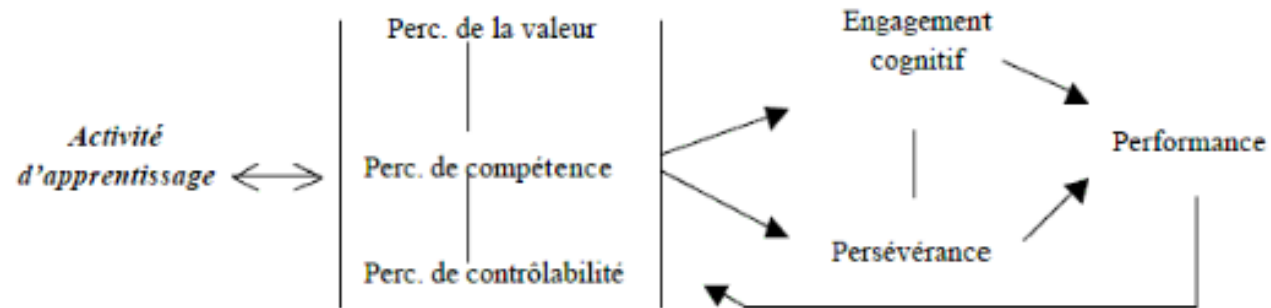 Activité
d'apprentissage
Perc. de la valeur
Perc. de compétence
Perc. de contrôlabilité
Engagement
cognitif
Persévérance
Performance